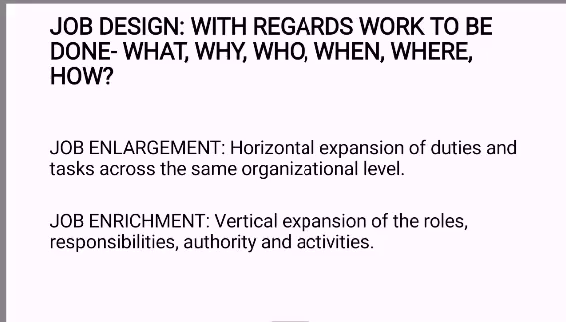 JOB DESIGN: WITH REGARDS WORK TO BE
DONE- WHAT, WHY, WHO, WHEN, WHERE,
HOW?
JOB ENLARGEMENT: Horizontal expansion of duties and
tasks across the same organizational level.
JOB ENRICHMENT: Vertical expansion of the roles,
responsibilities, authority and activities.